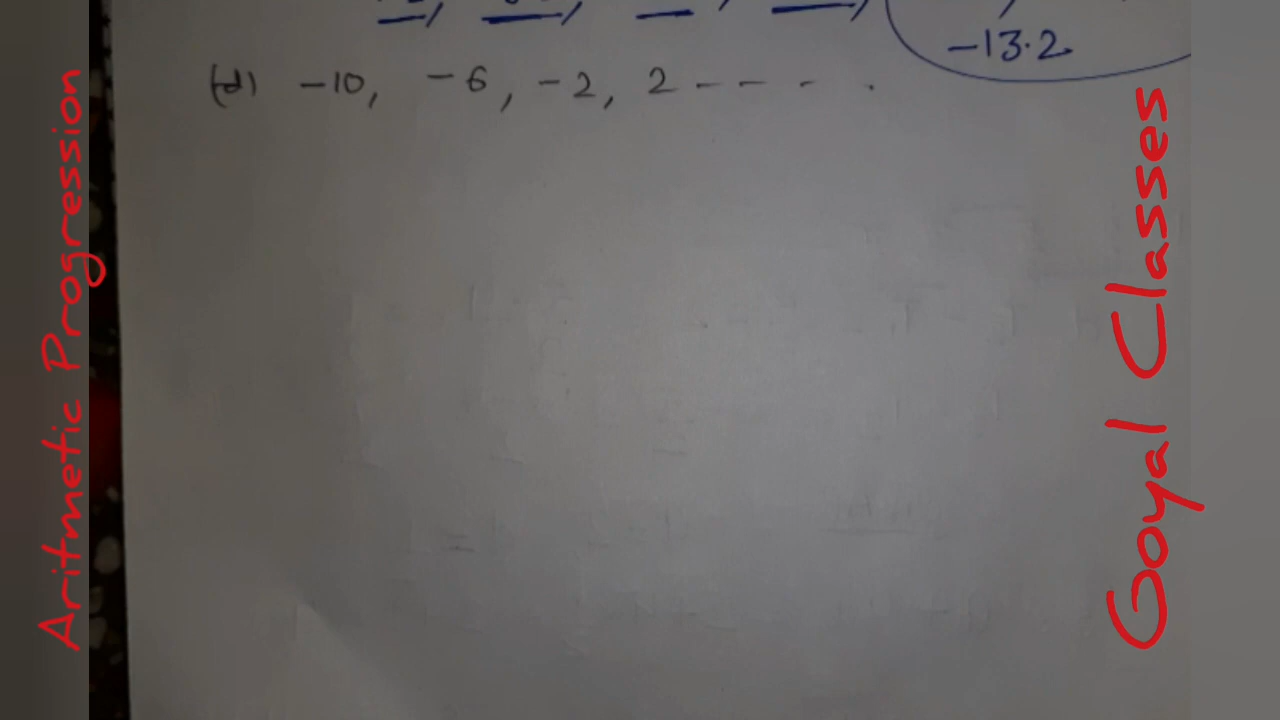 -13.2
(d) -10, -6, -2, 2 - - - .
Aritmetic Progression
Goyal Classes